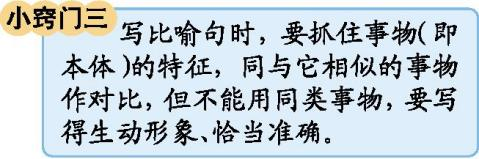 小窍门三
写比喻句时，要抓住事物(即
本体)的特征，同与它相似的事物
作对比，但不能用同类事物，要写
得生动形象、恰当准确。